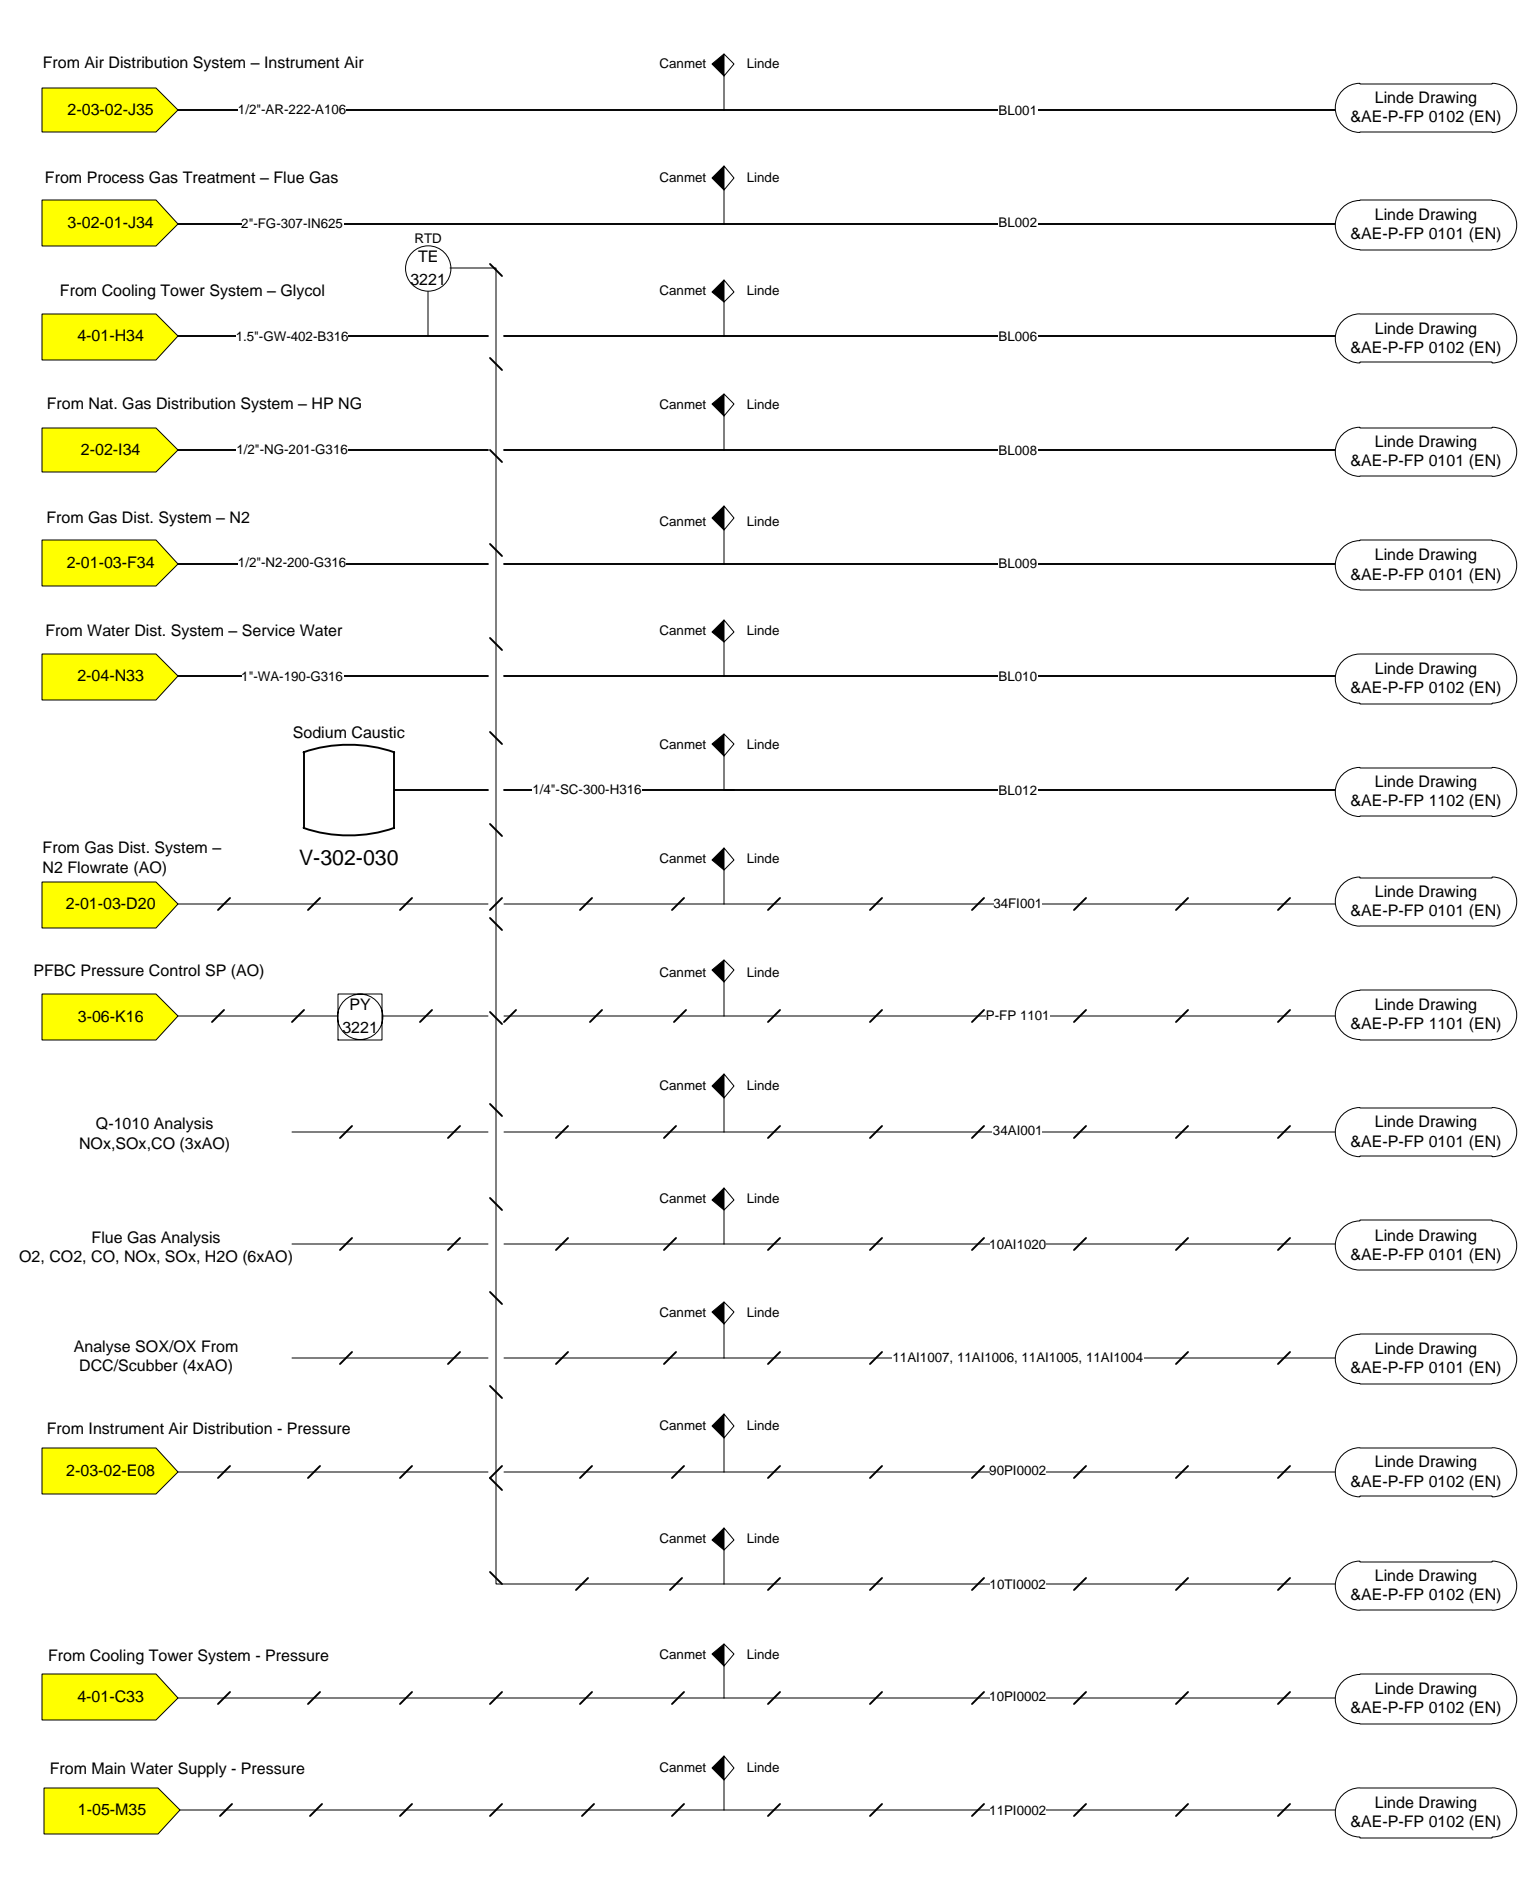 From Air Distribution System – Instrument Air
Canmet Linde
2-03-02-J35
1/2"-AR-222-A106
BL001
Linde Drawing
&AE-P-FP 0102 (EN)
From Process Gas Treatment – Flue Gas
Canmet Linde
3-02-01-J34
2"-FG-307-IN625
BL002
Linde Drawing
&AE-P-FP 0101 (EN)
RTD
TE
3221
From Cooling Tower System – Glycol
Canmet Linde
4-01-H34
1.5"-GW-402-B316
BL006
Linde Drawing
&AE-P-FP 0102 (EN)
From Nat. Gas Distribution System – HP NG
Canmet Linde
2-02-I34
1/2"-NG-201-G316
BL008
Linde Drawing
&AE-P-FP 0101 (EN)
From Gas Dist. System – N2
Canmet Linde
2-01-03-F34
1/2"-N2-200-G316
BL009
Linde Drawing
&AE-P-FP 0101 (EN)
From Water Dist. System – Service Water
Canmet Linde
2-04-N33
1"-WA-190-G316
BL010
Linde Drawing
&AE-P-FP 0102 (EN)
Sodium Caustic
Canmet Linde
1/4"-SC-300-H316
BL012
Linde Drawing
&AE-P-FP 1102 (EN)
V-302-030
From Gas Dist. System –
N2 Flowrate (AO)
Canmet Linde
2-01-03-D20
34FI001
Linde Drawing
&AE-P-FP 0101 (EN)
PFBC Pressure Control SP (AO)
Canmet Linde
3-06-K16
PY
3221
P-FP 1101
Linde Drawing
&AE-P-FP 1101 (EN)
Canmet Linde
Q-1010 Analysis
NOx,SOx,CO (3xAO)
34AI001
Linde Drawing
&AE-P-FP 0101 (EN)
Canmet Linde
Flue Gas Analysis
O2, CO2, CO, NOx, SOx, H2O (6xAO)
10AI1020
Linde Drawing
&AE-P-FP 0101 (EN)
Canmet Linde
Analyse SOX/OX From
DCC/Scubber (4xAO)
11AI1007, 11AI1006, 11AI1005, 11AI1004
Linde Drawing
&AE-P-FP 0101 (EN)
From Instrument Air Distribution - Pressure
Canmet Linde
2-03-02-E08
90PI0002
Linde Drawing
&AE-P-FP 0102 (EN)
Canmet Linde
10TI0002
Linde Drawing
&AE-P-FP 0102 (EN)
From Cooling Tower System - Pressure
Canmet Linde
4-01-C33
10PI0002
Linde Drawing
&AE-P-FP 0102 (EN)
From Main Water Supply - Pressure
Canmet Linde
1-05-M35
11PI0002
Linde Drawing
&AE-P-FP 0102 (EN)